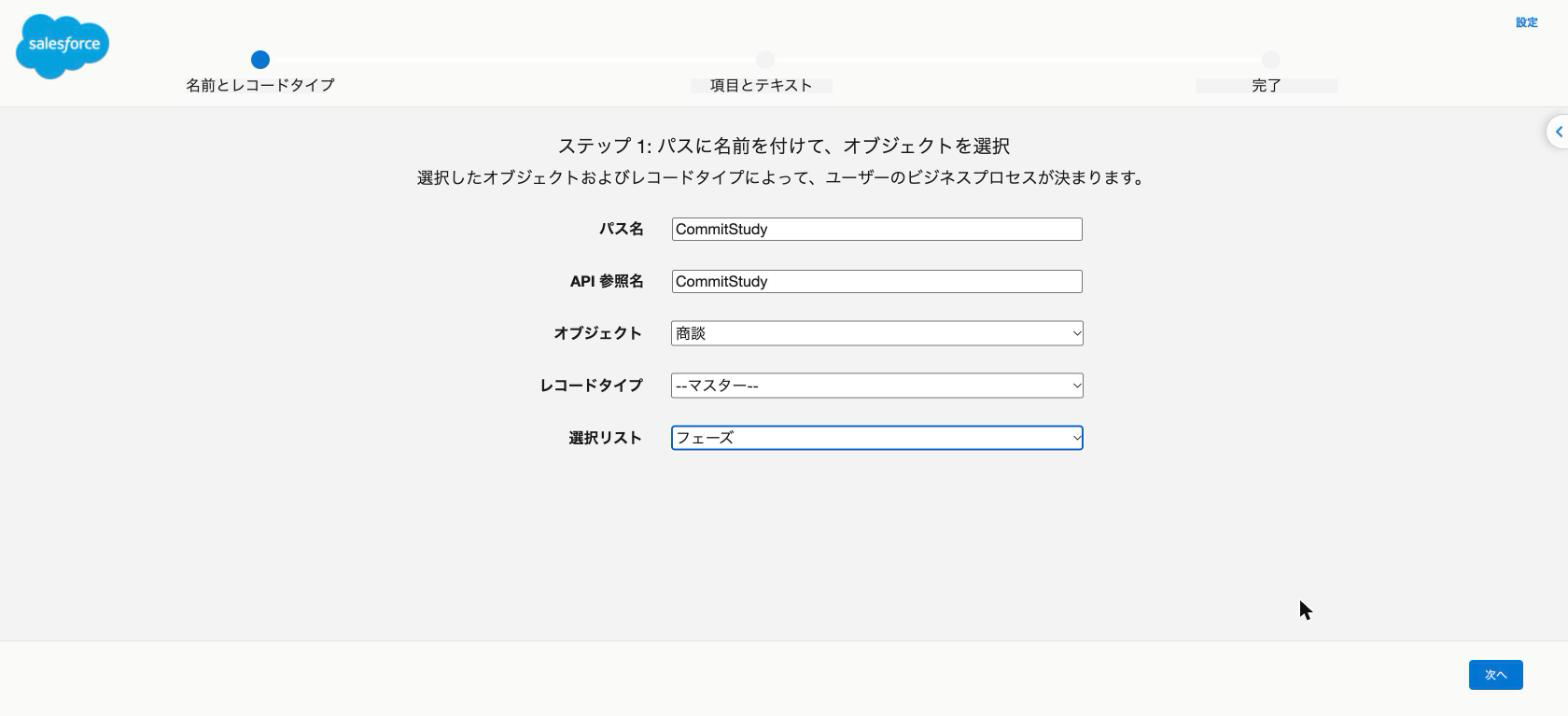 salesforce
設定
名前とレコードタイプ
項目とテキスト
完了
ステップ 1: パスに名前を付けて、オブジェクトを選択
選択したオブジェクトおよびレコードタイプによって、ユーザーのビジネスプロセスが決まります。
パス名 CommitStudy
API 参照名 CommitStudy
オブジェクト 商談
レコードタイプ --マスター--
選択リスト フェーズ
次へ